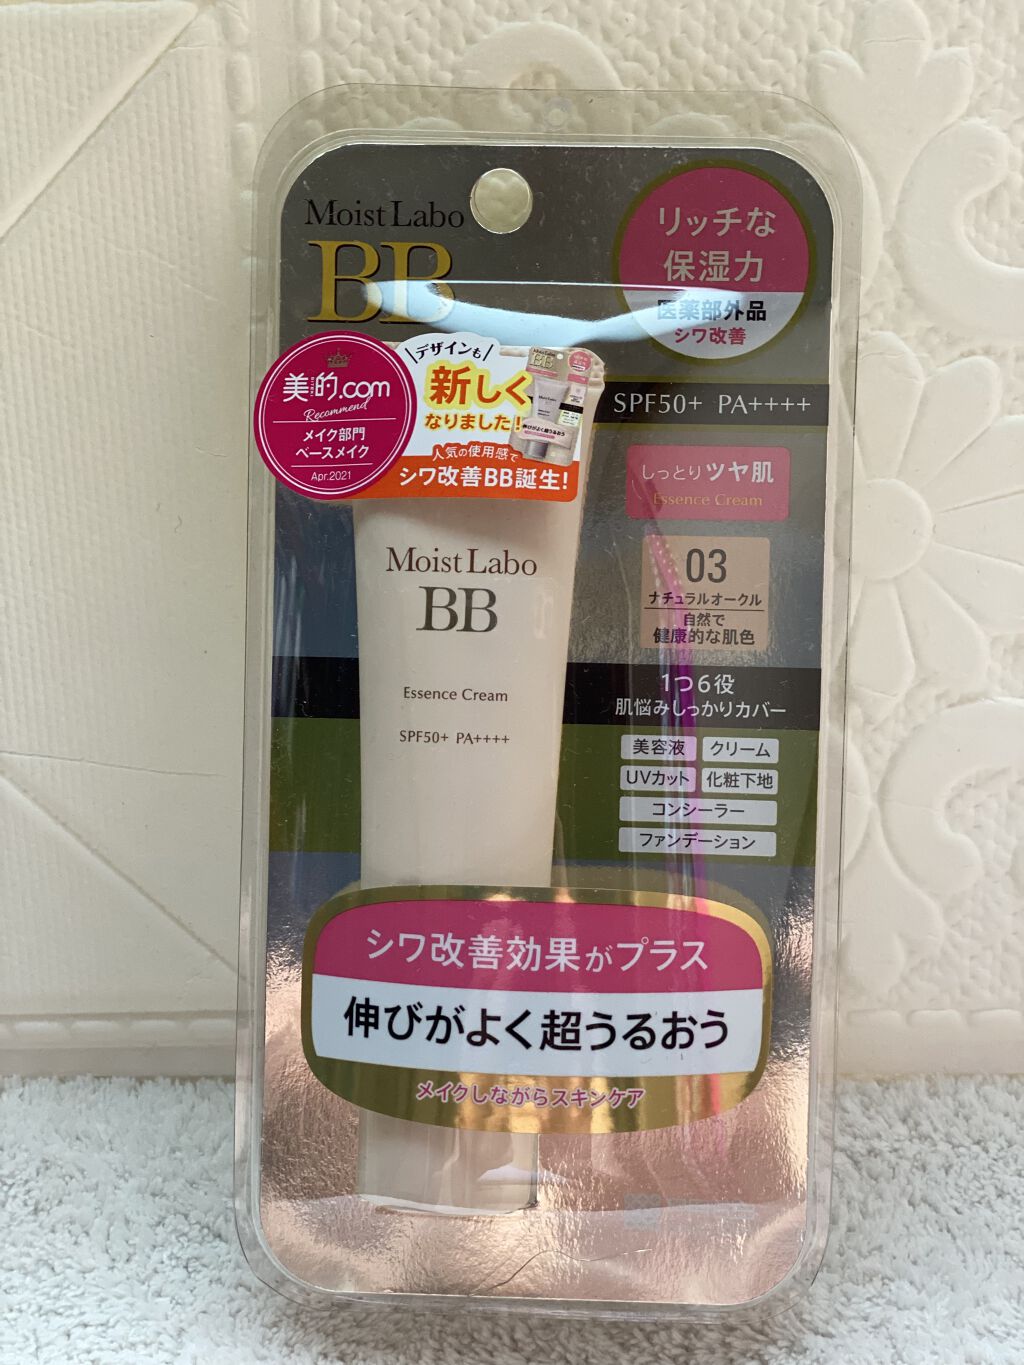 Moist Labo
BB
リッチな
保湿力
医薬部外品
シワ改善
美的.com
Recommend
メイク部門
ベースメイク
Apr.2021
デザインも
新しく
なりました!
人気の使用感で
シワ改善BB誕生!
SPF50+ PA++++
しっとりツヤ肌
Essence Cream
03
ナチュラルオークル
自然で
健康的な肌色
Moist Labo
BB
Essence Cream
SPF50+ PA++++
1つ6役
肌悩みしっかりカバー
美容液 クリーム
UVカット 化粧下地
コンシーラー
ファンデーション
シワ改善効果がプラス
伸びがよく超うるおう
メイクしながらスキンケア